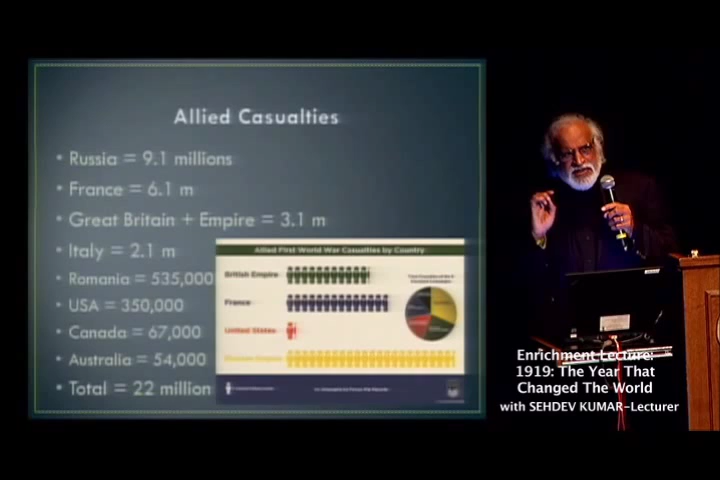 Allied Casualties
• Russia = 9.1 millions
• France = 6.1 m
• Great Britain + Empire = 3.1 m
• Italy = 2.1 m
• Romania = 535,000
• USA = 350,000
• Canada = 67,000
• Australia = 54,000
• Total = 22 million
Allied First World War Casualties by Country
British Empire
France
United States
Russian Empire
Enrichment Lecture:
1919: The Year That
Changed The World
with SEHDEV KUMAR-Lecturer